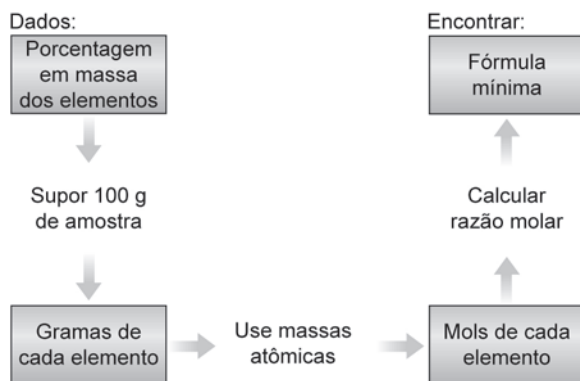 Dados:
Porcentagem
em massa
dos elementos
Supor 100 g
de amostra
Gramas de
cada elemento
Use massas
atômicas
Mols de cada
elemento
Calcular
razão molar
Encontrar:
Fórmula
mínima